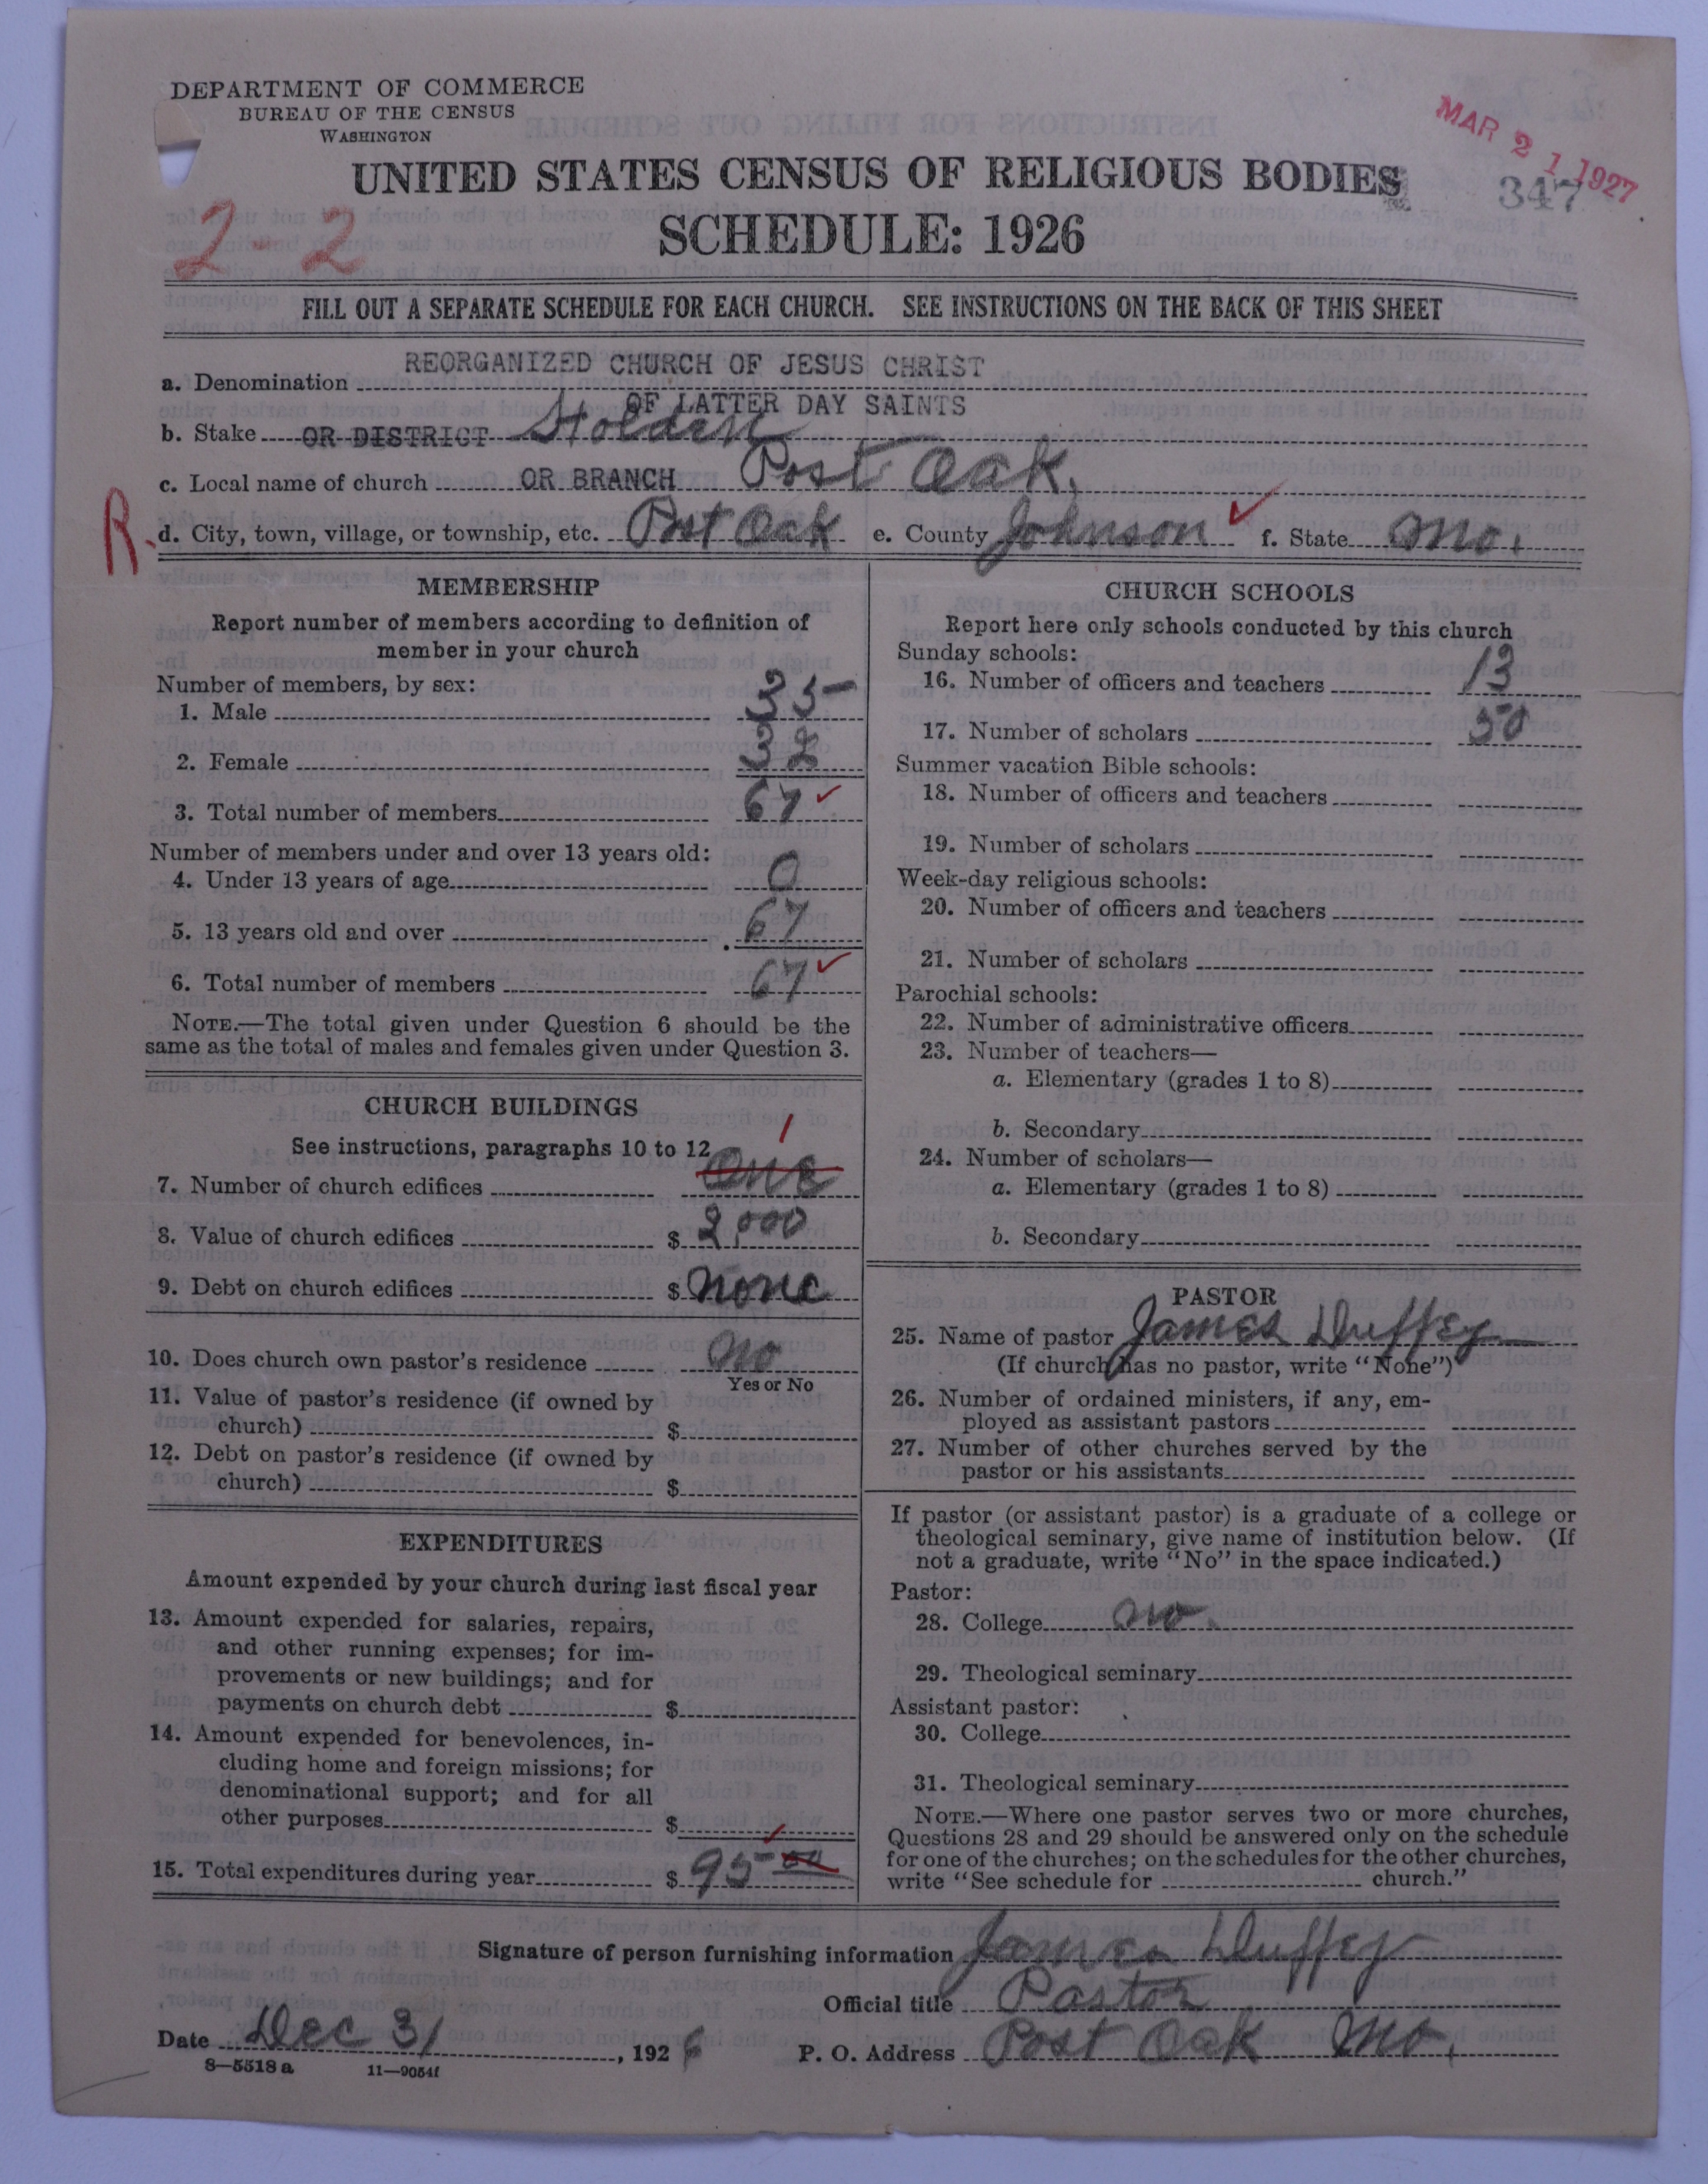 DEPARTMENT OF COMMERCE
BUREAU OF THE CENSUS
WASHINGTON
MAR 21 1927
347
UNITED STATES CENSUS OF RELIGIOUS BODIES
SCHEDULE: 1926
2-2
FILL OUT A SEPARATE SCHEDULE FOR EACH CHURCH. SEE INSTRUCTIONS ON THE BACK OF THIS SHEET
a. Denomination REORGANIZED CHURCH OF JESUS CHRIST
OF LATTER DAY SAINTS
b. Stake OR DISTRICT Holden
c. Local name of church OR BRANCH Post Oak.
R. d. City, town, village, or township, etc. Post Oak e. County Johnson ✓ f. State Mo.
MEMBERSHIP
Report number of members according to definition of
member in your church
Number of members, by sex:
1. Male 35
2. Female 32
3. Total number of members 67 ✓
Number of members under and over 13 years old:
4. Under 13 years of age 0
5. 13 years old and over 67
6. Total number of members 67 ✓
NOTE.—The total given under Question 6 should be the
same as the total of males and females given under Question 3.
CHURCH BUILDINGS
See instructions, paragraphs 10 to 12
1
7. Number of church edifices One
8. Value of church edifices $ 2,000
9. Debt on church edifices $ None
10. Does church own pastor's residence No
Yes or No
11. Value of pastor's residence (if owned by
church) $
12. Debt on pastor's residence (if owned by
church) $
EXPENDITURES
Amount expended by your church during last fiscal year
13. Amount expended for salaries, repairs,
and other running expenses; for im-
provements or new buildings; and for
payments on church debt $
14. Amount expended for benevolences, in-
cluding home and foreign missions; for
denominational support; and for all
other purposes $
15. Total expenditures during year $ 95 00 ✓
CHURCH SCHOOLS
Report here only schools conducted by this church
Sunday schools:
16. Number of officers and teachers 13
17. Number of scholars 50
Summer vacation Bible schools:
18. Number of officers and teachers
19. Number of scholars
Week-day religious schools:
20. Number of officers and teachers
21. Number of scholars
Parochial schools:
22. Number of administrative officers
23. Number of teachers—
a. Elementary (grades 1 to 8)
b. Secondary
24. Number of scholars—
a. Elementary (grades 1 to 8)
b. Secondary
PASTOR
25. Name of pastor James Duffey
(If church has no pastor, write "None")
26. Number of ordained ministers, if any, em-
ployed as assistant pastors
27. Number of other churches served by the
pastor or his assistants
If pastor (or assistant pastor) is a graduate of a college or
theological seminary, give name of institution below. (If
not a graduate, write "No" in the space indicated.)
Pastor:
28. College No.
29. Theological seminary
Assistant pastor:
30. College
31. Theological seminary
NOTE.—Where one pastor serves two or more churches,
Questions 28 and 29 should be answered only on the schedule
for one of the churches; on the schedules for the other churches,
write "See schedule for church."
Signature of person furnishing information James Duffey
Official title Pastor
Date Dec 31, 1926 P. O. Address Post Oak Mo.
8—5518 a 11—9054f